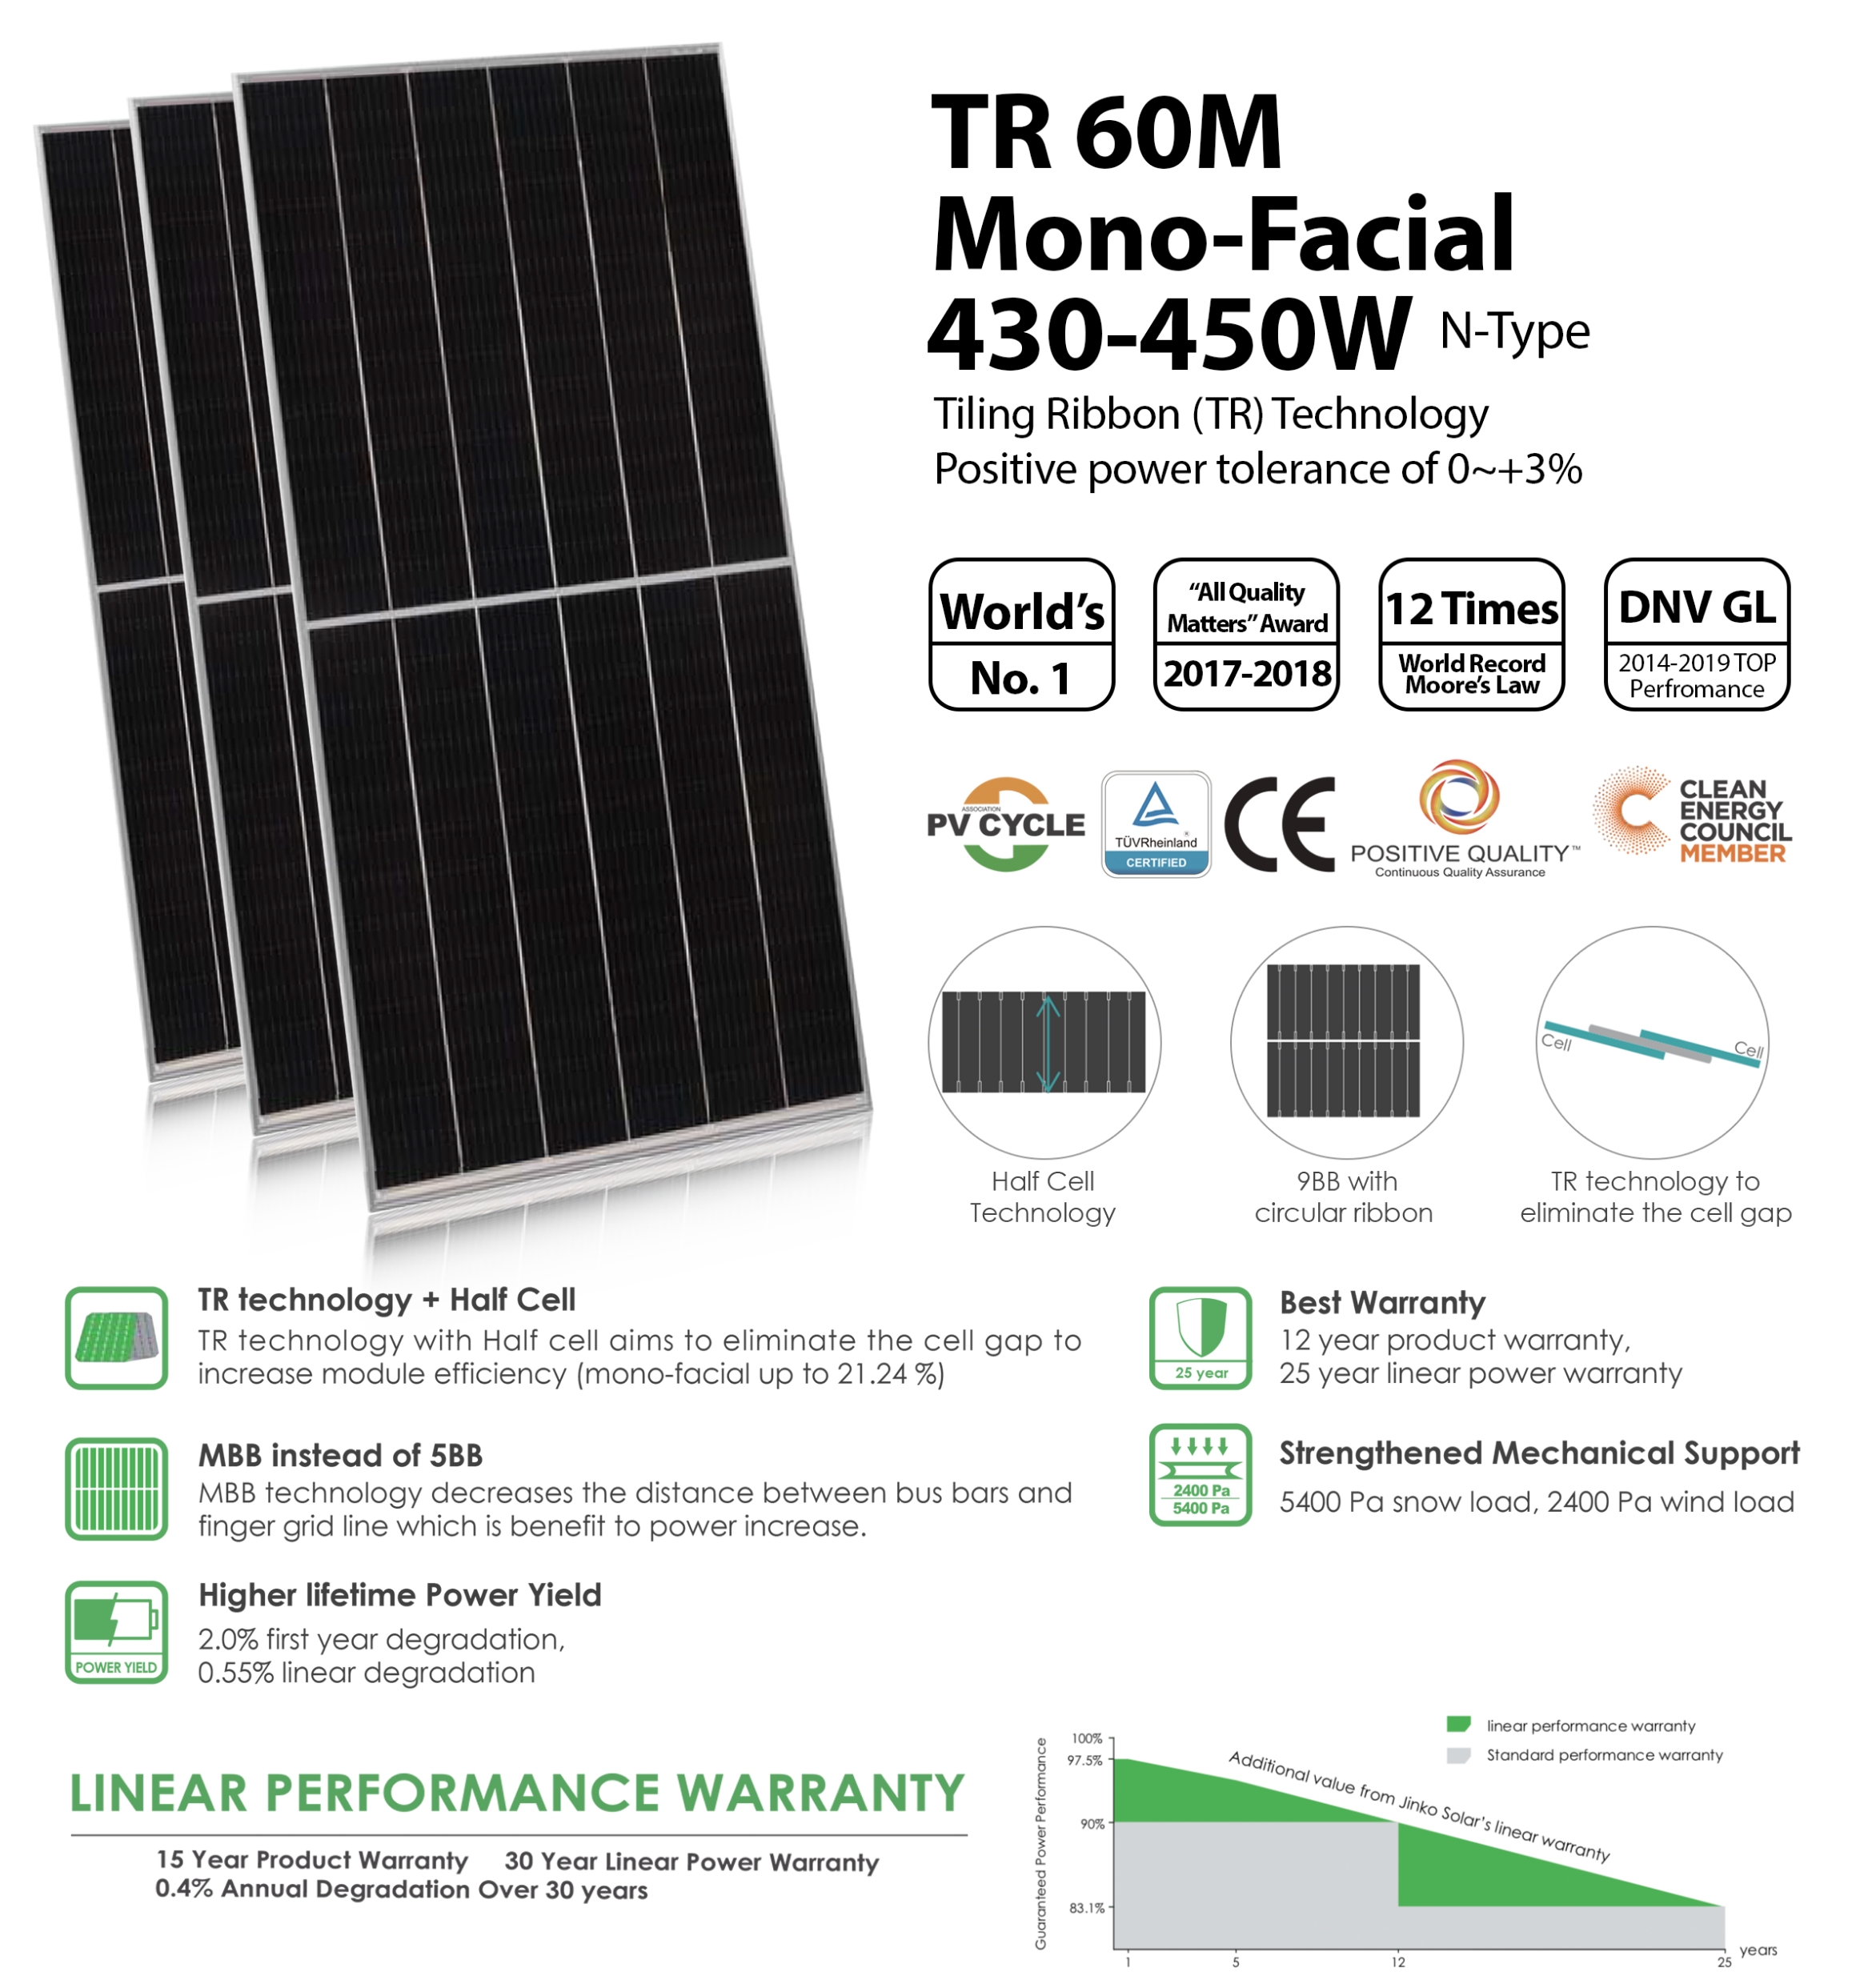 TR 60M
Mono-Facial
430-450W N-Type
Tiling Ribbon (TR) Technology
Positive power tolerance of 0~+3%
World's
No. 1
“All Quality
Matters” Award
2017-2018
12 Times
World Record
Moore's Law
DNV GL
2014-2019 TOP
Perfromance
ASSOCIATION
PV CYCLE
TÜVRheinland®
CERTIFIED
CE
POSITIVE QUALITY™
Continuous Quality Assurance
CLEAN
ENERGY
COUNCIL
MEMBER
Cell
Cell
Half Cell
Technology
9BB with
circular ribbon
TR technology to
eliminate the cell gap
TR technology + Half Cell
TR technology with Half cell aims to eliminate the cell gap to
increase module efficiency (mono-facial up to 21.24 %)
MBB instead of 5BB
MBB technology decreases the distance between bus bars and
finger grid line which is benefit to power increase.
POWER YIELD
Higher lifetime Power Yield
2.0% first year degradation,
0.55% linear degradation
25 year
Best Warranty
12 year product warranty,
25 year linear power warranty
2400 Pa
5400 Pa
Strengthened Mechanical Support
5400 Pa snow load, 2400 Pa wind load
LINEAR PERFORMANCE WARRANTY
15 Year Product Warranty 30 Year Linear Power Warranty
0.4% Annual Degradation Over 30 years
linear performance warranty
Standard performance warranty
Guaranteed Power Performance
100%
97.5%
90%
83.1%
Additional value from Jinko Solar's linear warranty
1 5 12 25
years